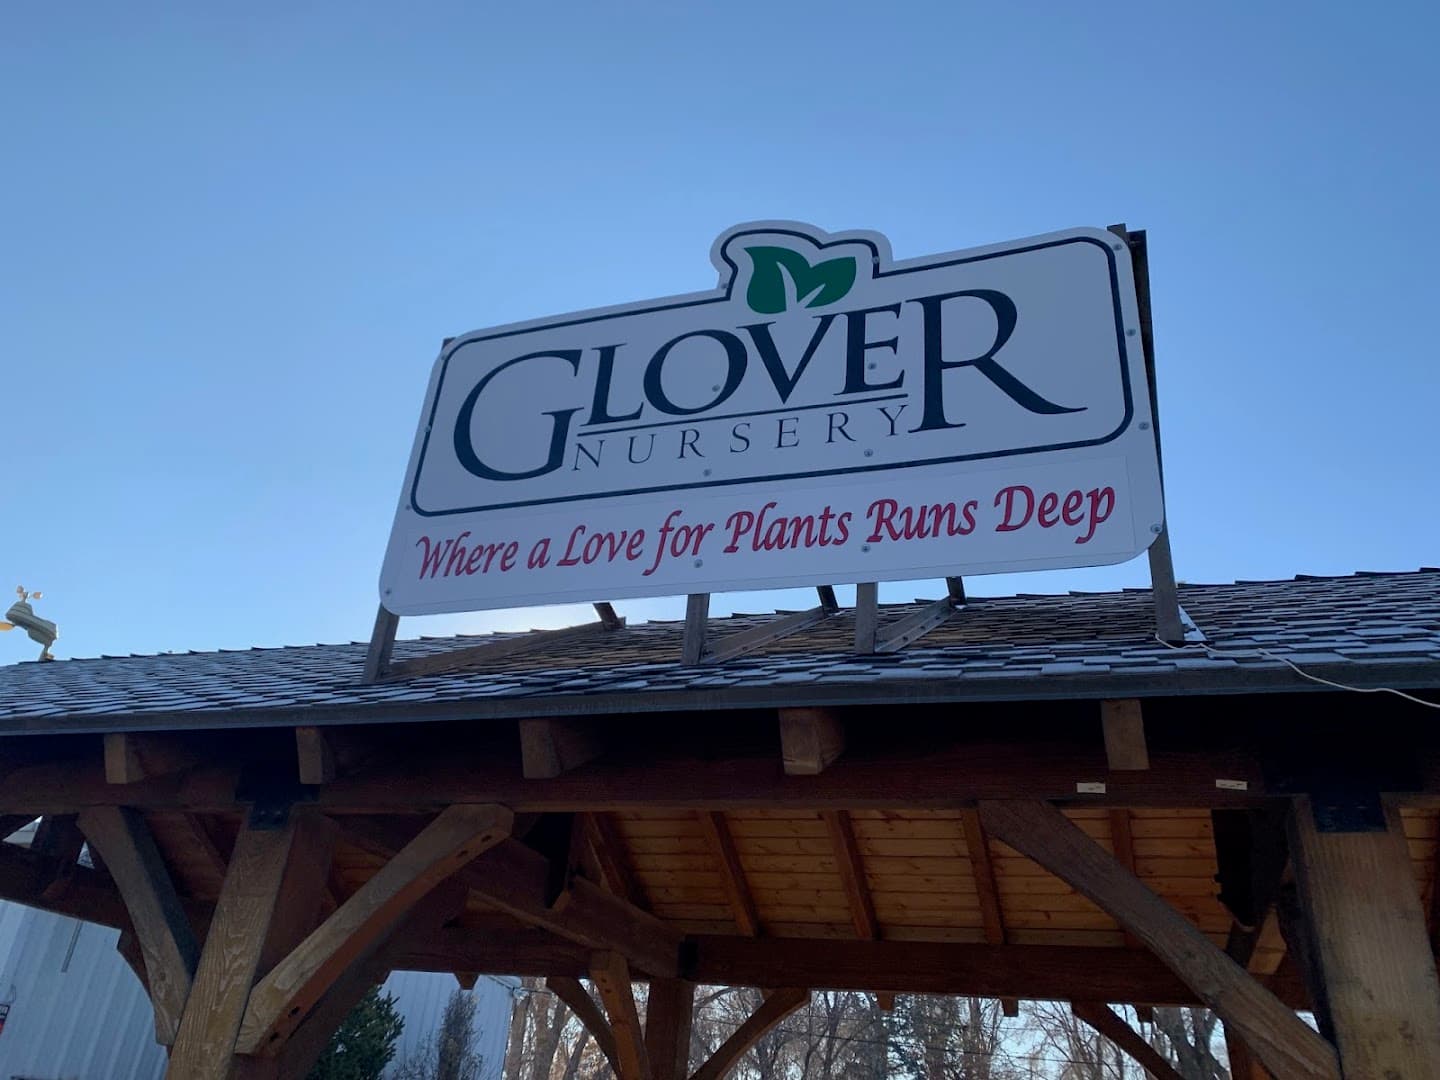 GLOVER
NURSERY
Where a Love for Plants Runs Deep